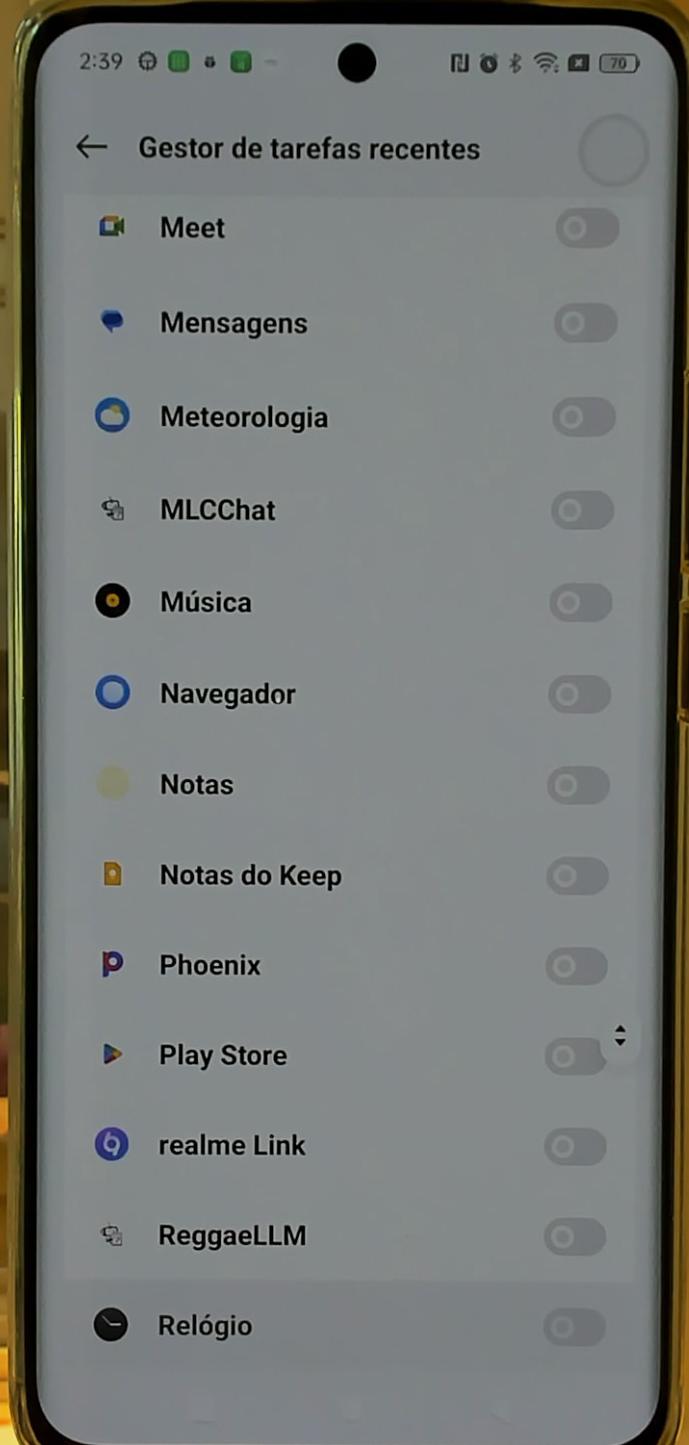 2:39
70
Gestor de tarefas recentes
Meet
Mensagens
Meteorologia
MLCChat
Música
Navegador
Notas
Notas do Keep
Phoenix
Play Store
realme Link
ReggaeLLM
Relógio